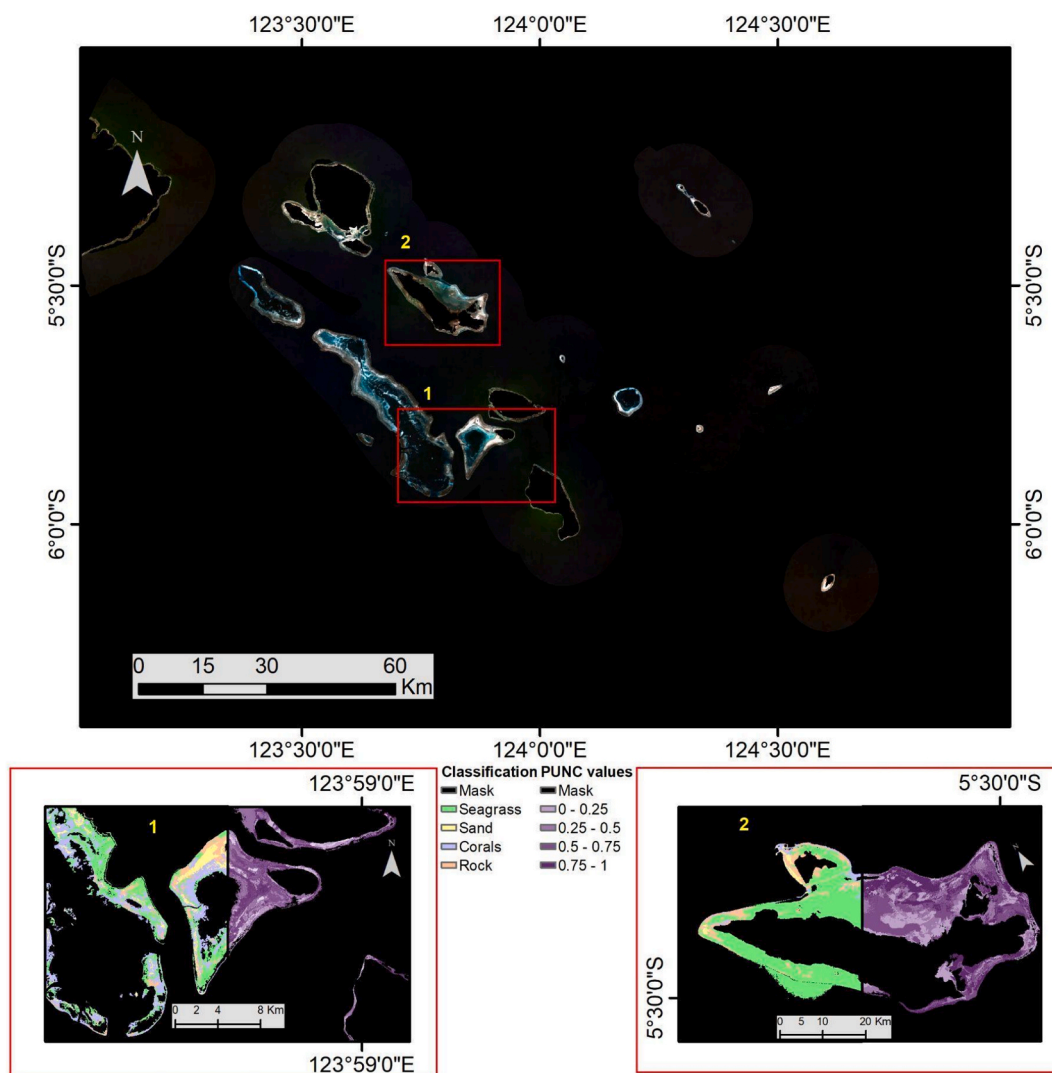 123°30'0"E 124°0'0"E 124°30'0"E
N
2
5°30'0"S 5°30'0"S
1
6°0'0"S 6°0'0"S
0 15 30 60
Km
123°30'0"E 124°0'0"E 124°30'0"E
123°59'0"E
1
N
0 2 4 8 Km
123°59'0"E
Classification PUNC values
Mask Mask
Seagrass 0 - 0.25
Sand 0.25 - 0.5
Corals 0.5 - 0.75
Rock 0.75 - 1
5°30'0"S
2
N
5°30'0"S
0 5 10 20 Km